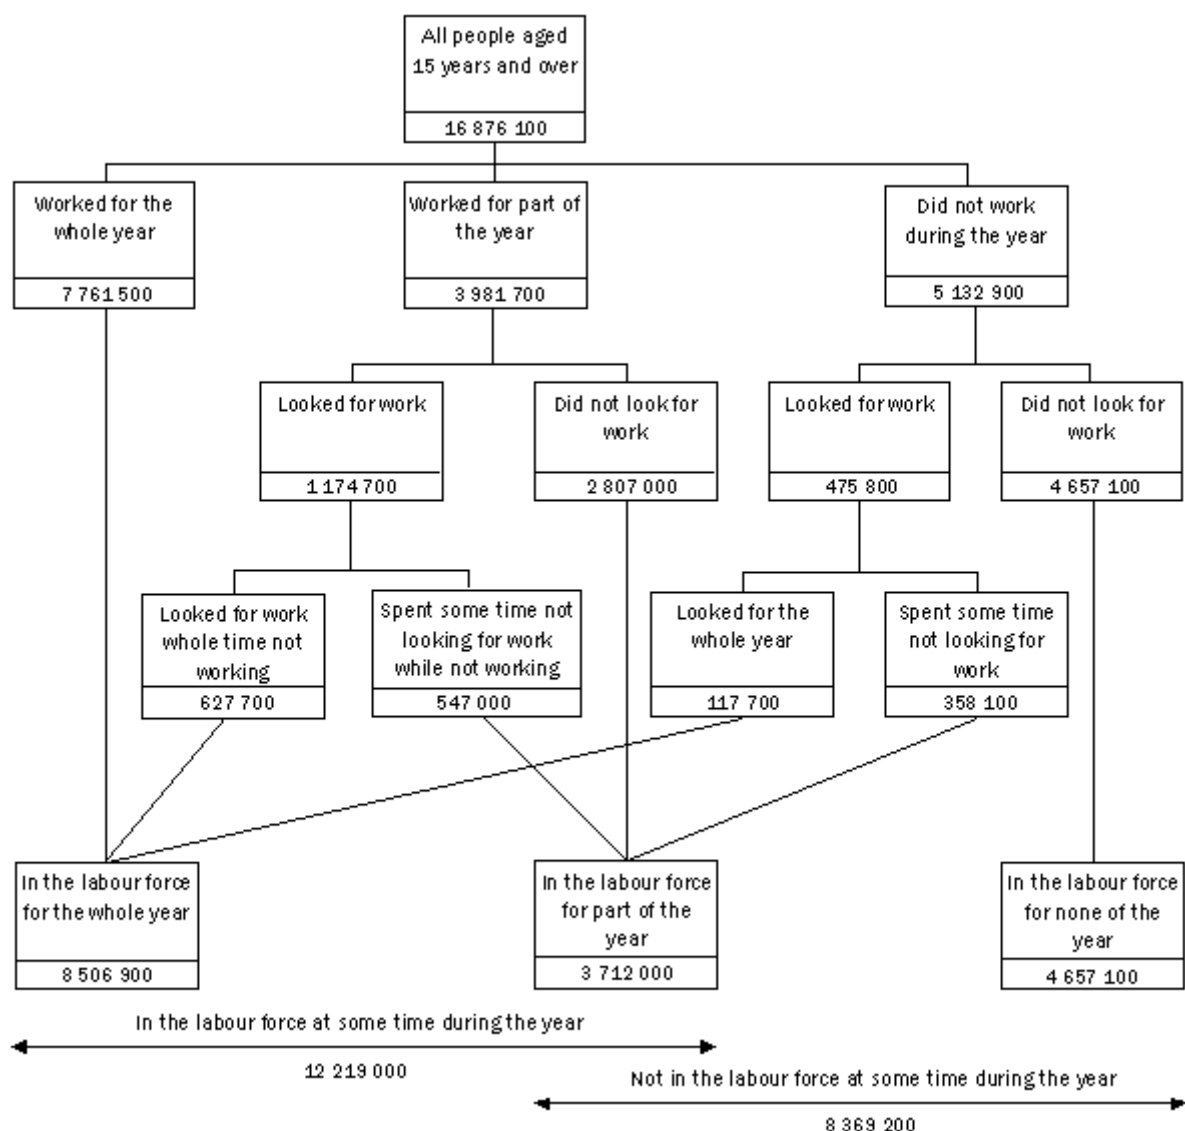 All people aged
15 years and over
16 876 100
Worked for the
whole year
7 761 500
Worked for part of
the year
3 981 700
Did not work
during the year
5 132 900
Looked for work
1 174 700
Did not look for
work
2 807 000
Looked for work
475 800
Did not look for
work
4 657 100
Looked for work
whole time not
working
627 700
Spent some time not
looking for work
while not working
547 000
Looked for the
whole year
117 700
Spent some time
not looking for
work
358 100
In the labour force
for the whole year
8 506 900
In the labour force
for part of the
year
3 712 000
In the labour force
for none of the
year
4 657 100
In the labour force at some time during the year
12 219 000
Not in the labour force at some time during the year
8 369 200